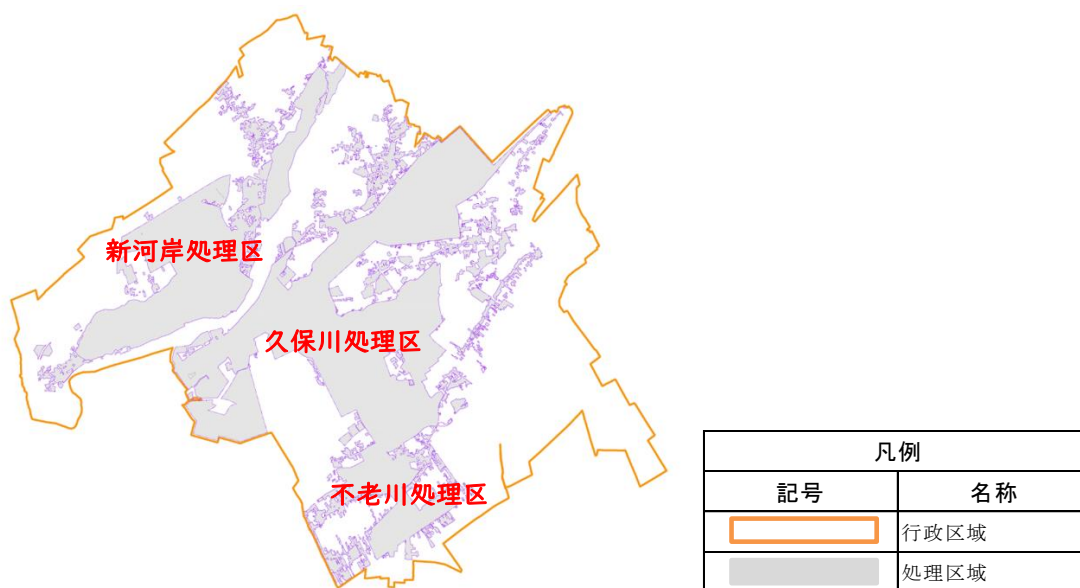 新河岸処理区
久保川処理区
不老川処理区
凡例
記号 名称
行政区域
処理区域